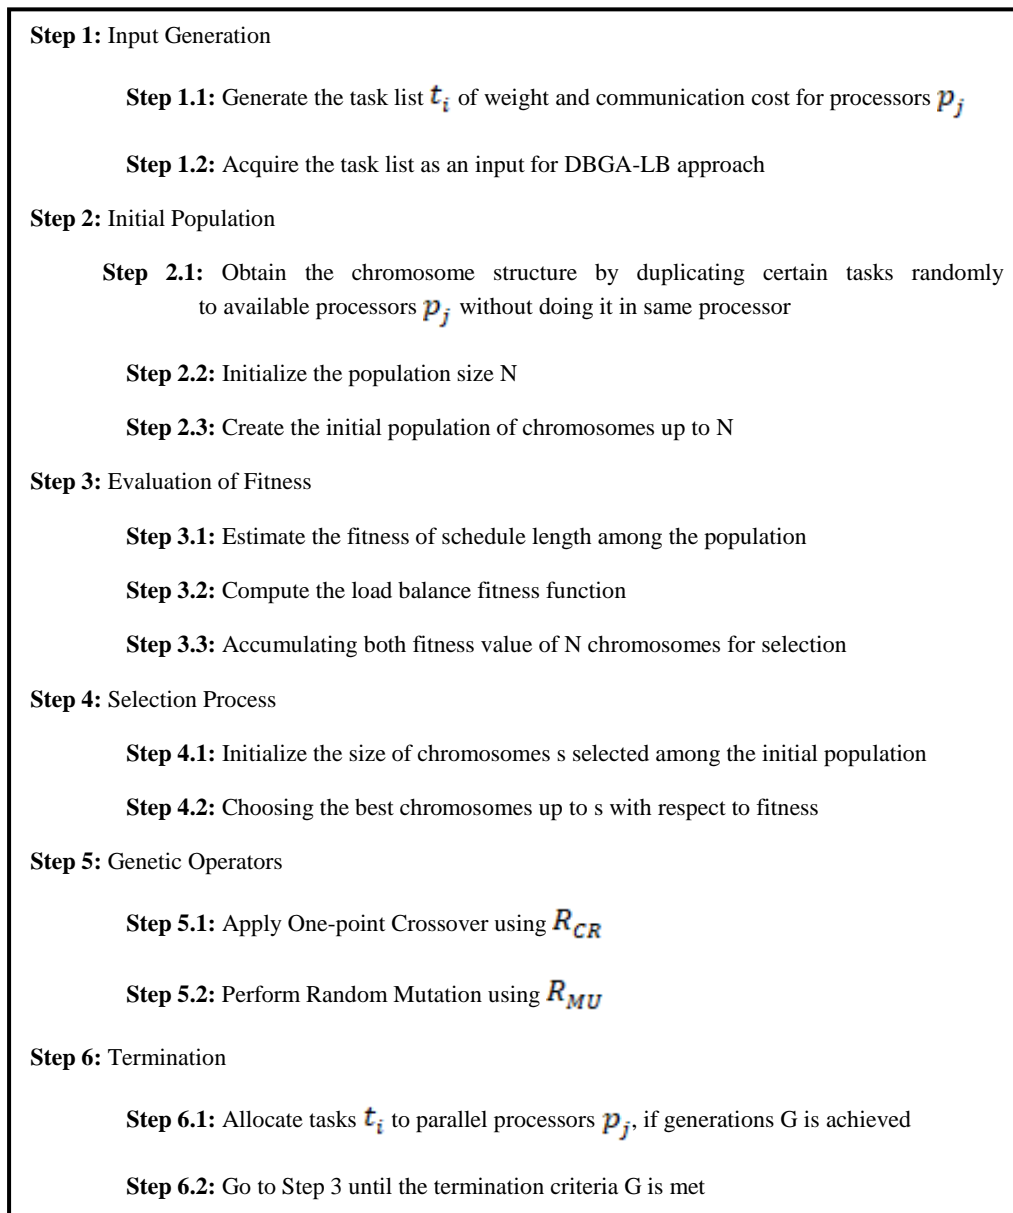 Step 1: Input Generation
Step 1.1: Generate the task list t_i of weight and communication cost for processors p_j
Step 1.2: Acquire the task list as an input for DBGA-LB approach
Step 2: Initial Population
Step 2.1: Obtain the chromosome structure by duplicating certain tasks randomly
to available processors p_j without doing it in same processor
Step 2.2: Initialize the population size N
Step 2.3: Create the initial population of chromosomes up to N
Step 3: Evaluation of Fitness
Step 3.1: Estimate the fitness of schedule length among the population
Step 3.2: Compute the load balance fitness function
Step 3.3: Accumulating both fitness value of N chromosomes for selection
Step 4: Selection Process
Step 4.1: Initialize the size of chromosomes s selected among the initial population
Step 4.2: Choosing the best chromosomes up to s with respect to fitness
Step 5: Genetic Operators
Step 5.1: Apply One-point Crossover using R_{CR}
Step 5.2: Perform Random Mutation using R_{MU}
Step 6: Termination
Step 6.1: Allocate tasks t_i to parallel processors p_j, if generations G is achieved
Step 6.2: Go to Step 3 until the termination criteria G is met